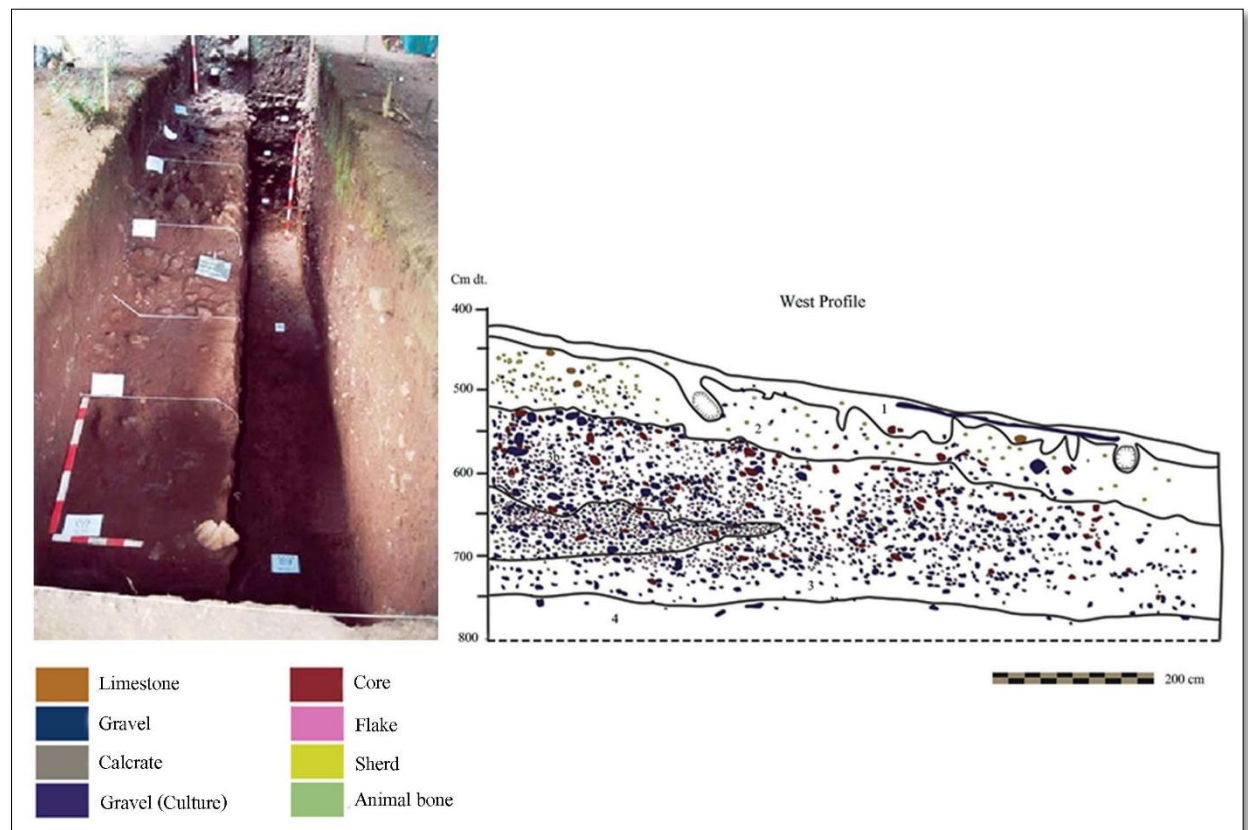 Cm dt.
West Profile
400
500
600
700
800
1
2
3b
3
4
200 cm
Limestone
Gravel
Calcrate
Gravel (Culture)
Core
Flake
Sherd
Animal bone